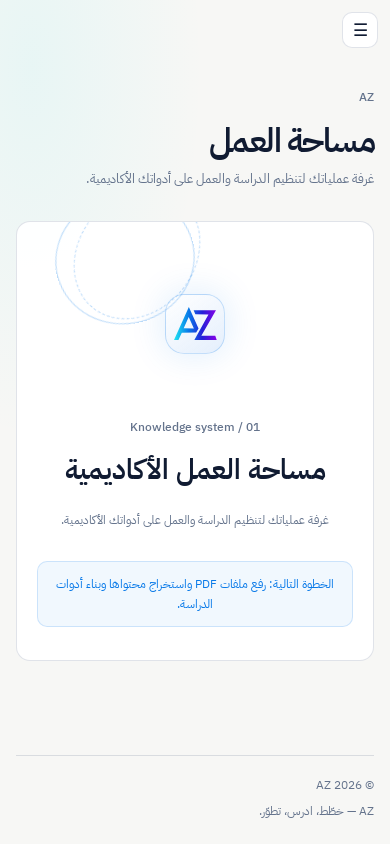 ☰
AZ
مساحة العمل
غرفة عملياتك لتنظيم الدراسة والعمل على أدواتك الأكاديمية.
AZ
Knowledge system / 01
مساحة العمل الأكاديمية
غرفة عملياتك لتنظيم الدراسة والعمل على أدواتك الأكاديمية.
الخطوة التالية: رفع ملفات PDF واستخراج محتواها وبناء أدوات
الدراسة.
© 2026 AZ
AZ — خطّط، ادرس، تطوّر.